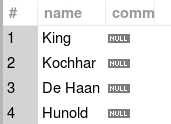 # name comm
1 King NULL
2 Kochhar NULL
3 De Haan NULL
4 Hunold NULL